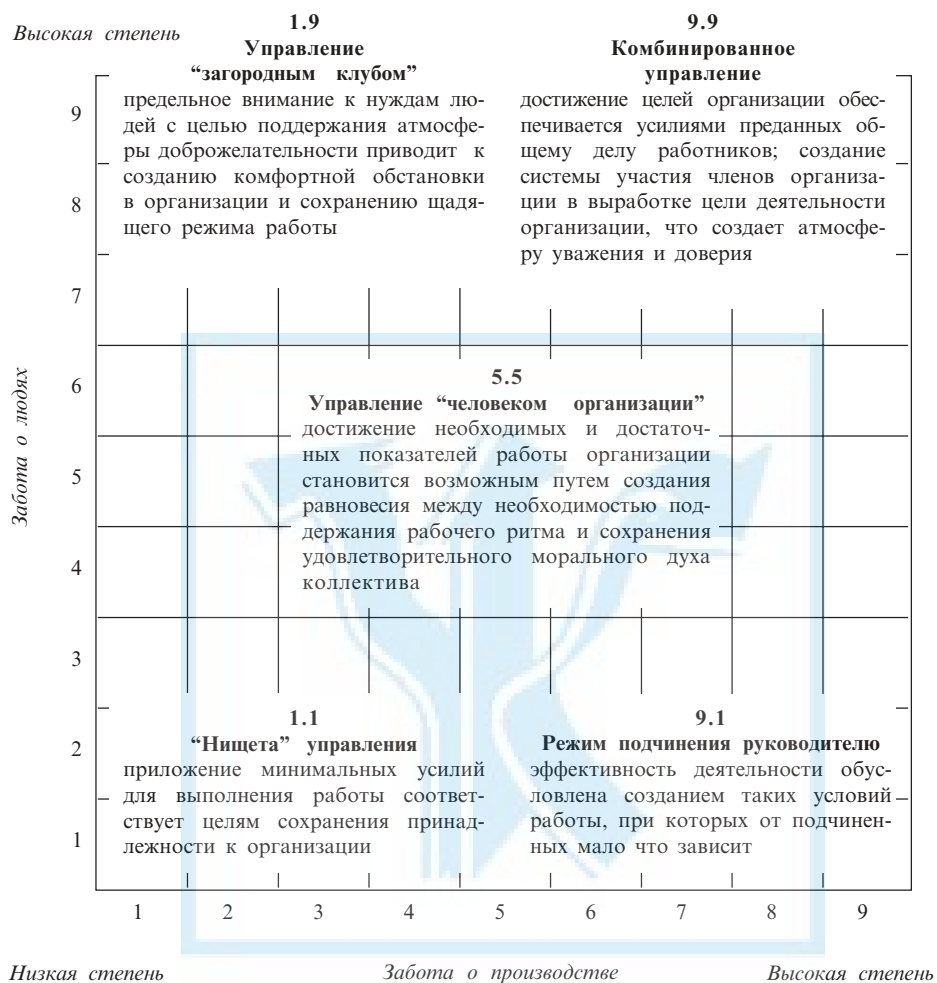 Высокая степень
1.9
Управление
“загородным клубом”
предельное внимание к нуждам лю-
дей с целью поддержания атмосфе-
ры доброжелательности приводит к
созданию комфортной обстановки
в организации и сохранению щадя-
щего режима работы
9.9
Комбинированное
управление
достижение целей организации обес-
печивается усилиями преданных об-
щему делу работников; создание
системы участия членов организа-
ции в выработке цели деятельности
организации, что создает атмосфе-
ру уважения и доверия
9
8
7
6
5
4
3
2
1
Забота о людях
5.5
Управление “человеком организации”
достижение необходимых и достаточ-
ных показателей работы организации
становится возможным путем создания
равновесия между необходимостью под-
держания рабочего ритма и сохранения
удовлетворительного морального духа
коллектива
1.1
“Нищета” управления
приложение минимальных усилий
для выполнения работы соответ-
ствует целям сохранения принад-
лежности к организации
9.1
Режим подчинения руководителю
эффективность деятельности обус-
ловлена созданием таких условий
работы, при которых от подчинен-
ных мало что зависит
1 2 3 4 5 6 7 8 9
Низкая степень Забота о производстве Высокая степень